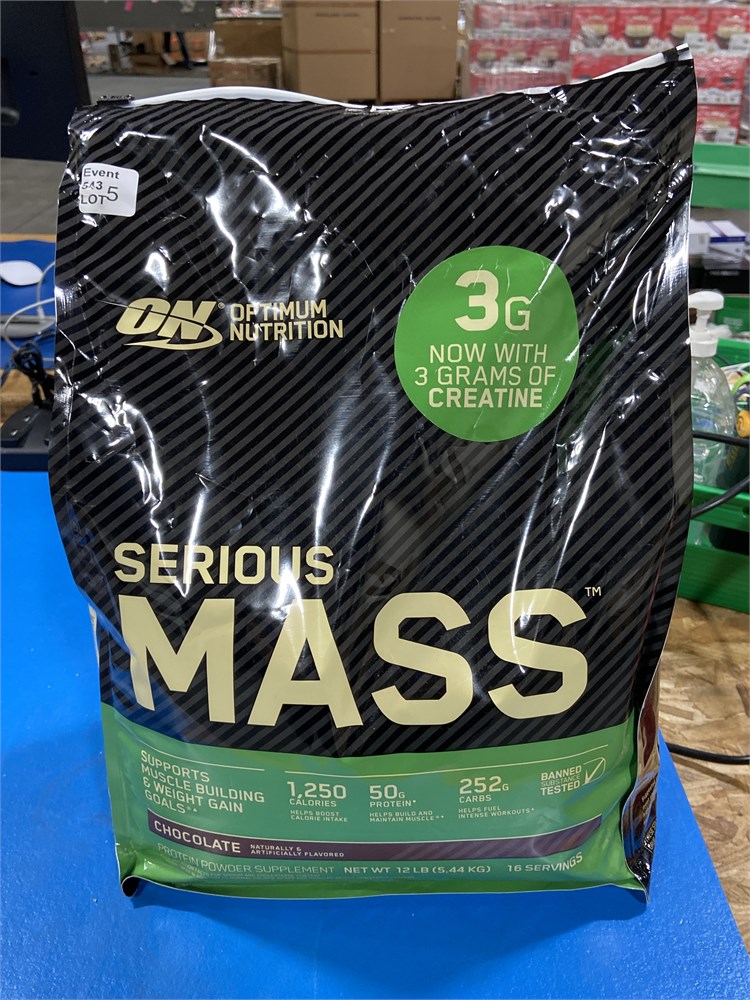 Event
543
LOT 5
ON® OPTIMUM
NUTRITION
3G
NOW WITH
3 GRAMS OF
CREATINE
SERIOUS
MASS™
SUPPORTS
MUSCLE BUILDING
& WEIGHT GAIN
GOALS**
1,250
CALORIES
HELPS BOOST
CALORIE INTAKE
50G
PROTEIN*
HELPS BUILD AND
MAINTAIN MUSCLE**
252G
CARBS
HELPS FUEL
INTENSE WORKOUTS*
BANNED
SUBSTANCE
TESTED
CHOCOLATE
NATURALLY &
ARTIFICIALLY FLAVORED
PROTEIN POWDER SUPPLEMENT NET WT 12 LB (5.44 KG) 16 SERVINGS